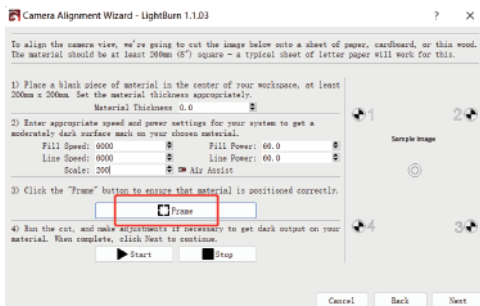 Camera Alignment Wizard - LightBurn 1.1.03
? ×
To align the camera view, we're going to cut the image below onto a sheet of paper, cardboard, or thin wood.
The material should be at least 200mm (8") square - a typical sheet of letter paper will work for this.
1) Place a blank piece of material in the center of rour workspace, at least
200mm x 200mm. Set the material thickness appropriately.
Material Thickness 0.0
2) Enter appropriate speed and power settings for your system to get a
moderately dark surface mark on your chosen material.
Fill Speed: 6000 Fill Power: 60.0
Line Speed: 6000 Line Power: 60.0
Scale: 200 Air Assist
3) Click the "Frame" button to ensure that material is positioned correctly.
Frame
4) Run the cut, and make adjustments if necessary to get dark output on your
material. When complete, click Next to continue.
Start Stop
1 2
Sample Image
4 3
Cancel Back Next